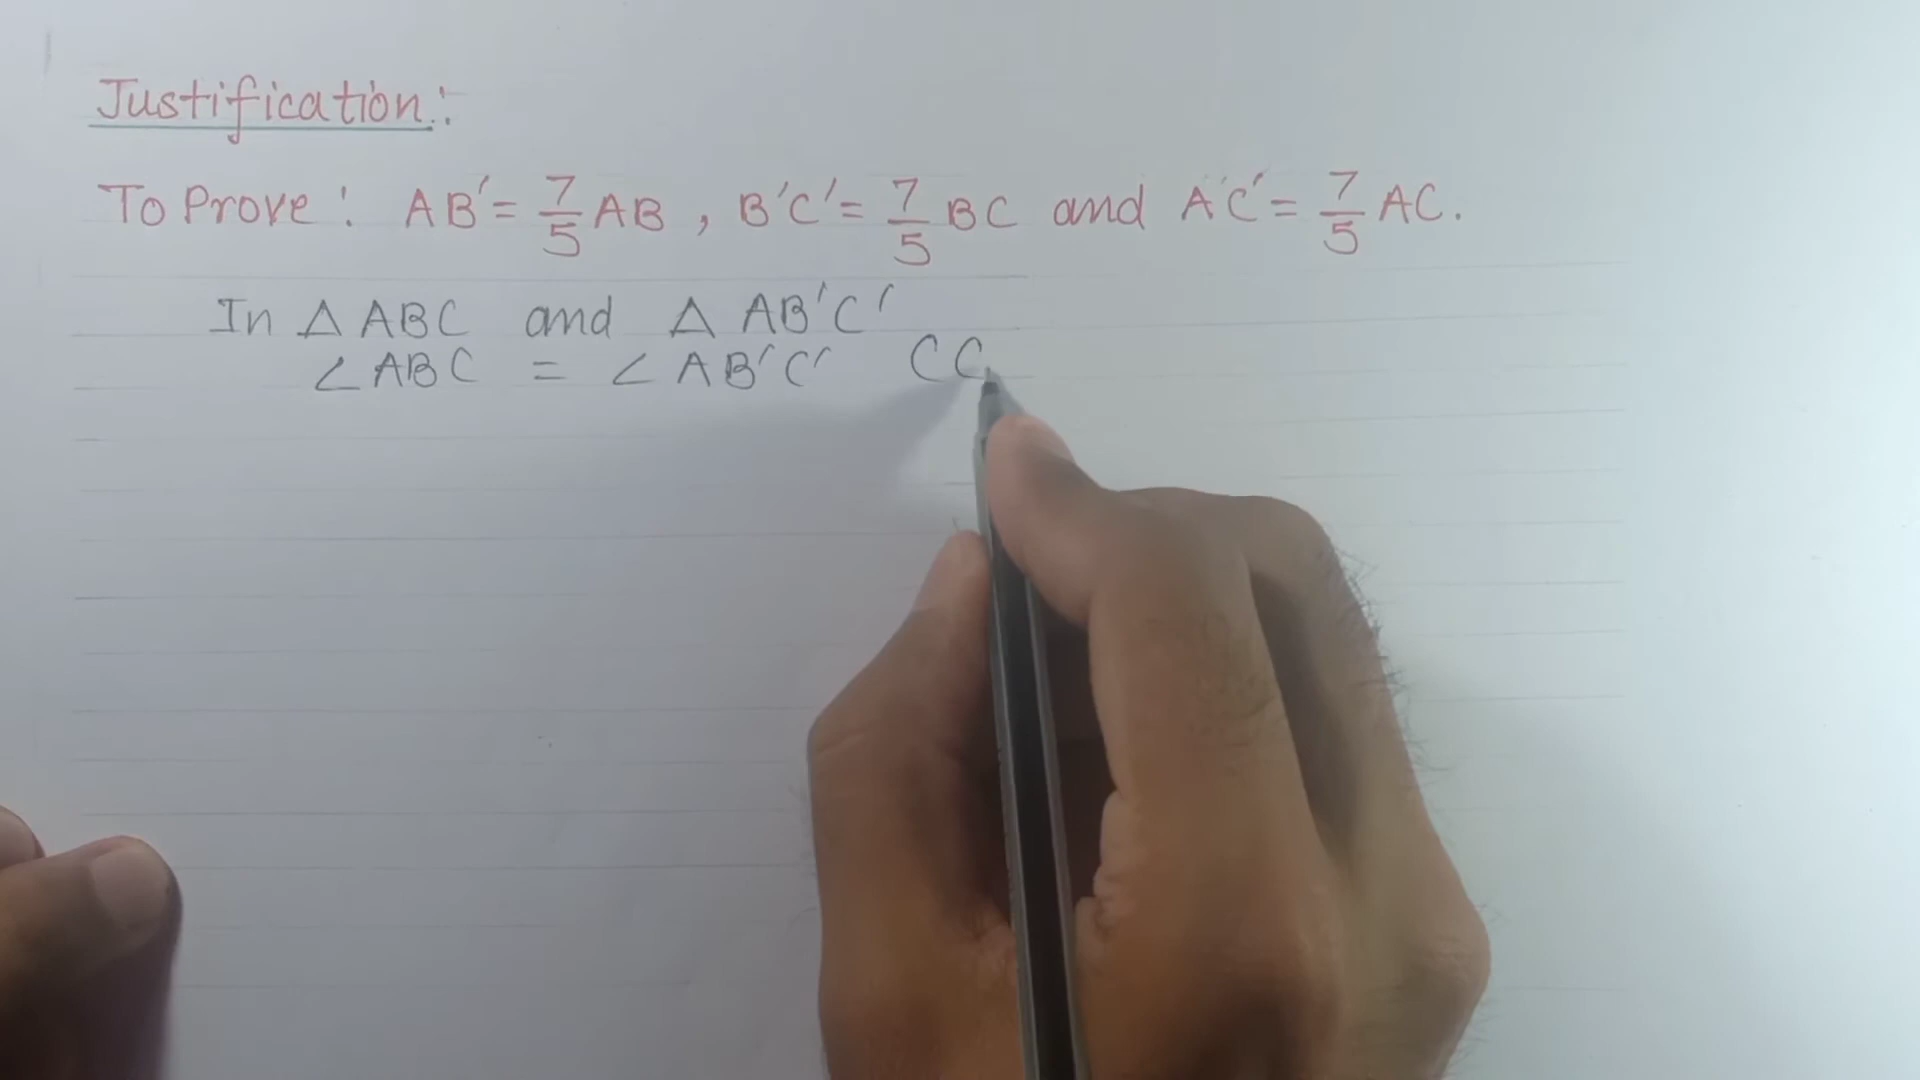 Justification:
To Prove: AB' = 7/5 AB, B'C' = 7/5 BC and A'C' = 7/5 AC.
In △ ABC and △ AB'C'
∠ABC = ∠AB'C' (C